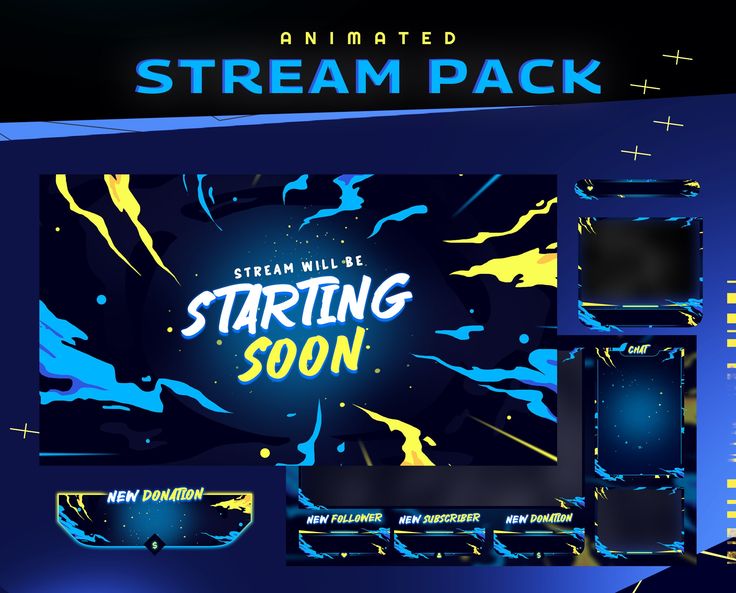 ANIMATED
STREAM PACK
STREAM WILL BE
STARTING
SOON
CHAT
NEW DONATION
$
NEW FOLLOWER
NEW SUBSCRIBER
NEW DONATION
$